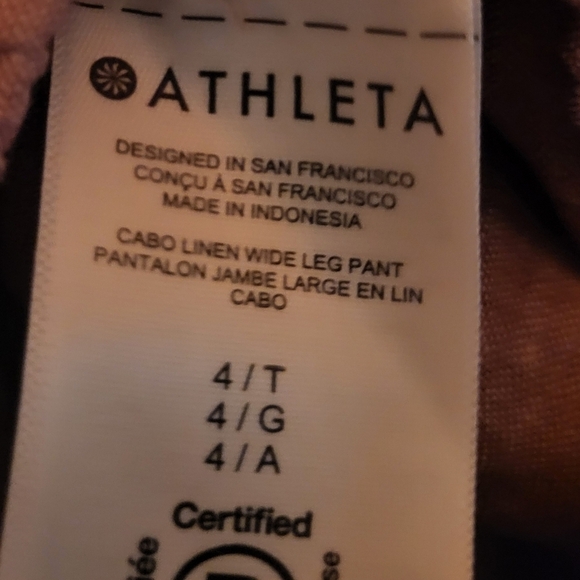 ATHLETA
DESIGNED IN SAN FRANCISCO
CONÇU À SAN FRANCISCO
MADE IN INDONESIA
CABO LINEN WIDE LEG PANT
PANTALON JAMBE LARGE EN LIN
CABO
4 / T
4 / G
4 / A
Certified